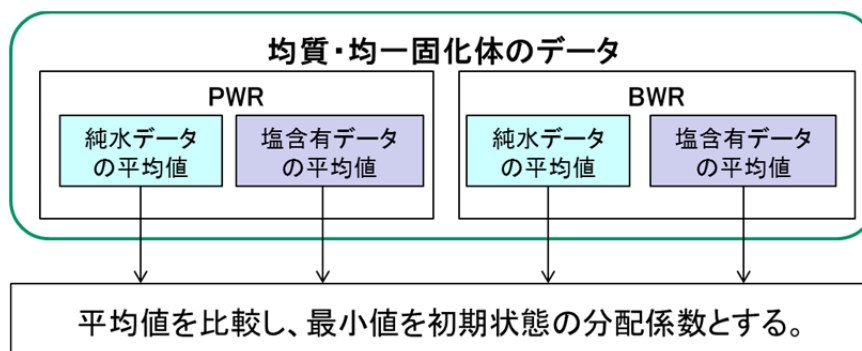 均質・均一固化体のデータ
PWR
純水データ
の平均値
塩含有データ
の平均値
BWR
純水データ
の平均値
塩含有データ
の平均値
平均値を比較し、最小値を初期状態の分配係数とする。